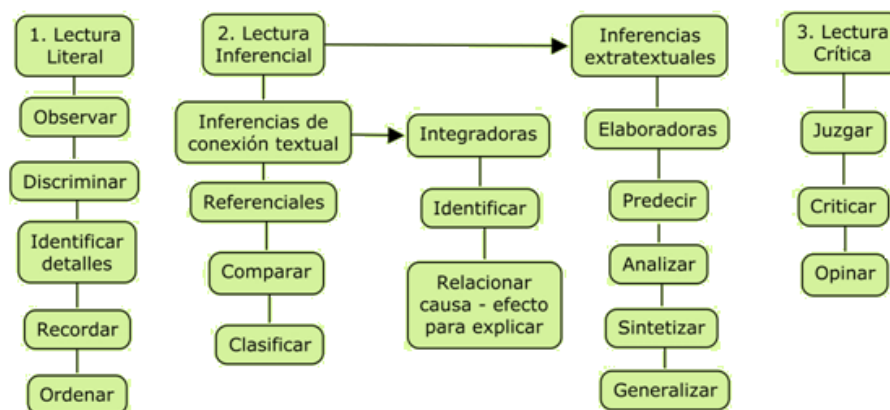 1. Lectura
Literal
Observar
Discriminar
Identificar
detalles
Recordar
Ordenar
2. Lectura
Inferencial
Inferencias de
conexión textual
Referenciales
Comparar
Clasificar
Integradoras
Identificar
Relacionar
causa - efecto
para explicar
Inferencias
extratextuales
Elaboradoras
Predecir
Analizar
Sintetizar
Generalizar
3. Lectura
Crítica
Juzgar
Criticar
Opinar